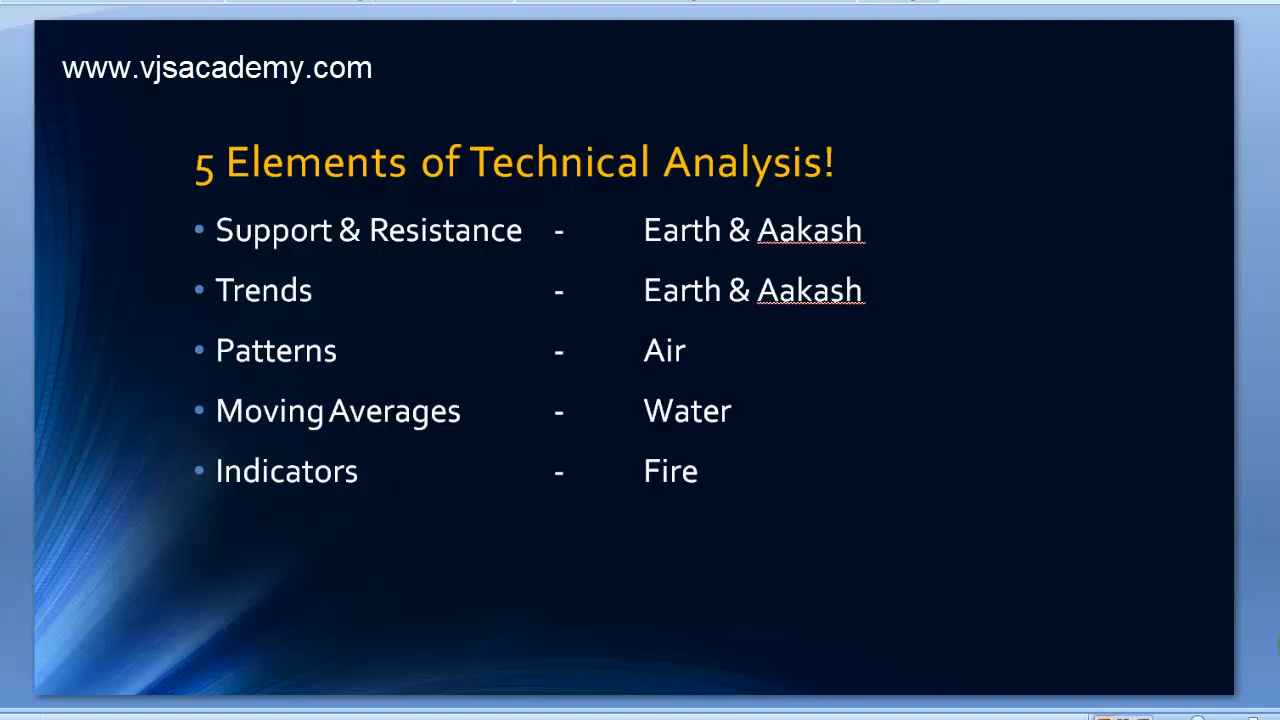 www.vjsacademy.com
5 Elements of Technical Analysis!
• Support & Resistance - Earth & Aakash
• Trends - Earth & Aakash
• Patterns - Air
• Moving Averages - Water
• Indicators - Fire